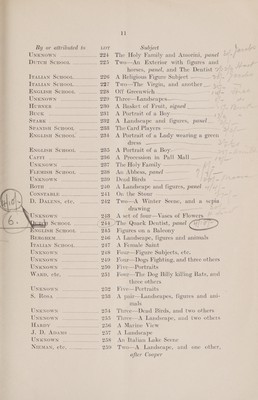 11
By or attributed to LOT Subject
UNKNOWN 224 The Holy Family and Ancorni, panel
DUTCH SCHOOL 225 Two—An Exterior with figures and
horses, panel, and The Dentist
ITALIAN SCHOOL 226 A Religious Figure Subject
ITALIAN SCHOOL 227 Two—The Virgin, and another
ENGLISH SCHOOL 228 Off Greenwich
UNKNOWN 229 Three—Landscapes
HUNTER 230 A Basket of Fruit, signed
BUCK 231 A Portrait of a Boy
STARK 232 A Landscape and figures, panel
SPANISH SCHOOL 233 The Card Players
ENGLISH SCHOOL 234 A Portrait of a Lady wearing a green
dress
ENGLISH SCHOOL 235 A Portrait of a Boy
CAFFI 236 A Procession in Pall Mall
UNKNOWN 237 The Holy Family
FLEMISH SCHOOL 238 An Abbess, panel
UNKNOWN 239 Dead Birds
BOTH 240 A Landscape and figures, panel
CONSTABLE 241 On the Stour
D. DALENS, etc. 242 Two—A Winter Scene, and a sepia
drawing
UNKNOWN 243 A set of four—Vases of Flowers
SCHOOL 244 The Quack Dentist, panel
6.
ENGLISH SCHOOL 245 Figures on a Balcony
BERGHEM 246 A Landscape, figures and animals
ITALIAN SCHOOL 247 A Female Saint
UNKNOWN 248 Four—Figure Subjects, etc.
UNKNOWN 249 Four—Dogs Fighting, and three others
UNKNOWN 250 Five—Portraits
WARD, etc. 251 Four—The Dog Billy killing Rats, and
three others
UNKNOWN 252 Five—Portraits
S. ROSA 253 A pair—Landscapes, figures and ani-
mals
UNKNOWN 254 Three—Dead Birds, and two others
UNKNOWN 255 Three—A Landscape, and two others
HARDY 256 A Marine View
J. D. ADAMS 257 A Landscape
UNKNOWN 258 An Italian Lake Scene
NIEMAN, etc. 259 Two—A Landscape, and one other,
after Cooper